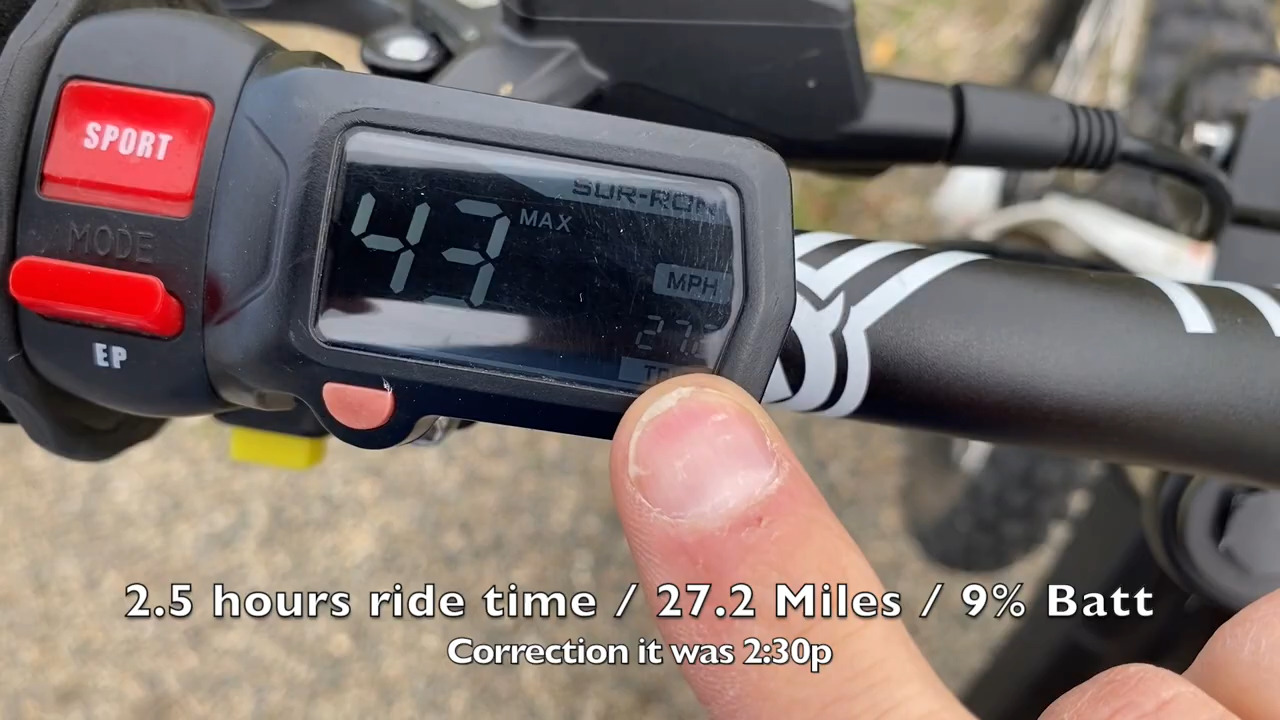 SPORT
MODE
EP
SUR-RON
43 MAX
MPH
2.5 hours ride time / 27.2 Miles / 9% Batt
Correction it was 2:30p